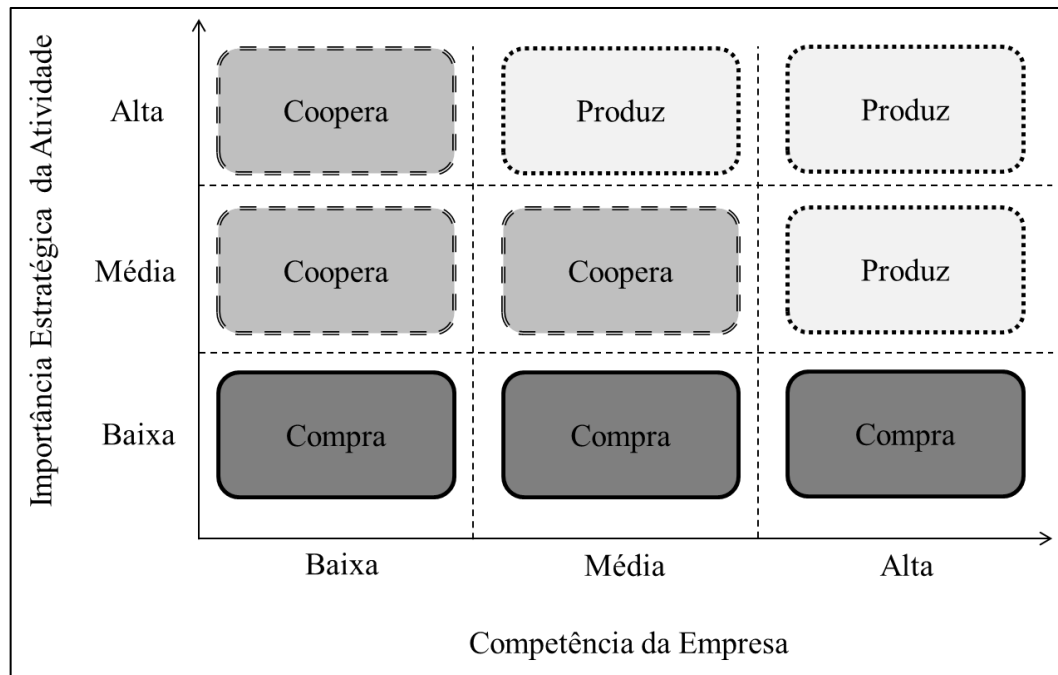 Importância Estratégica da Atividade
Alta
Coopera
Produz
Produz
Média
Coopera
Coopera
Produz
Baixa
Compra
Compra
Compra
Baixa
Média
Alta
Competência da Empresa